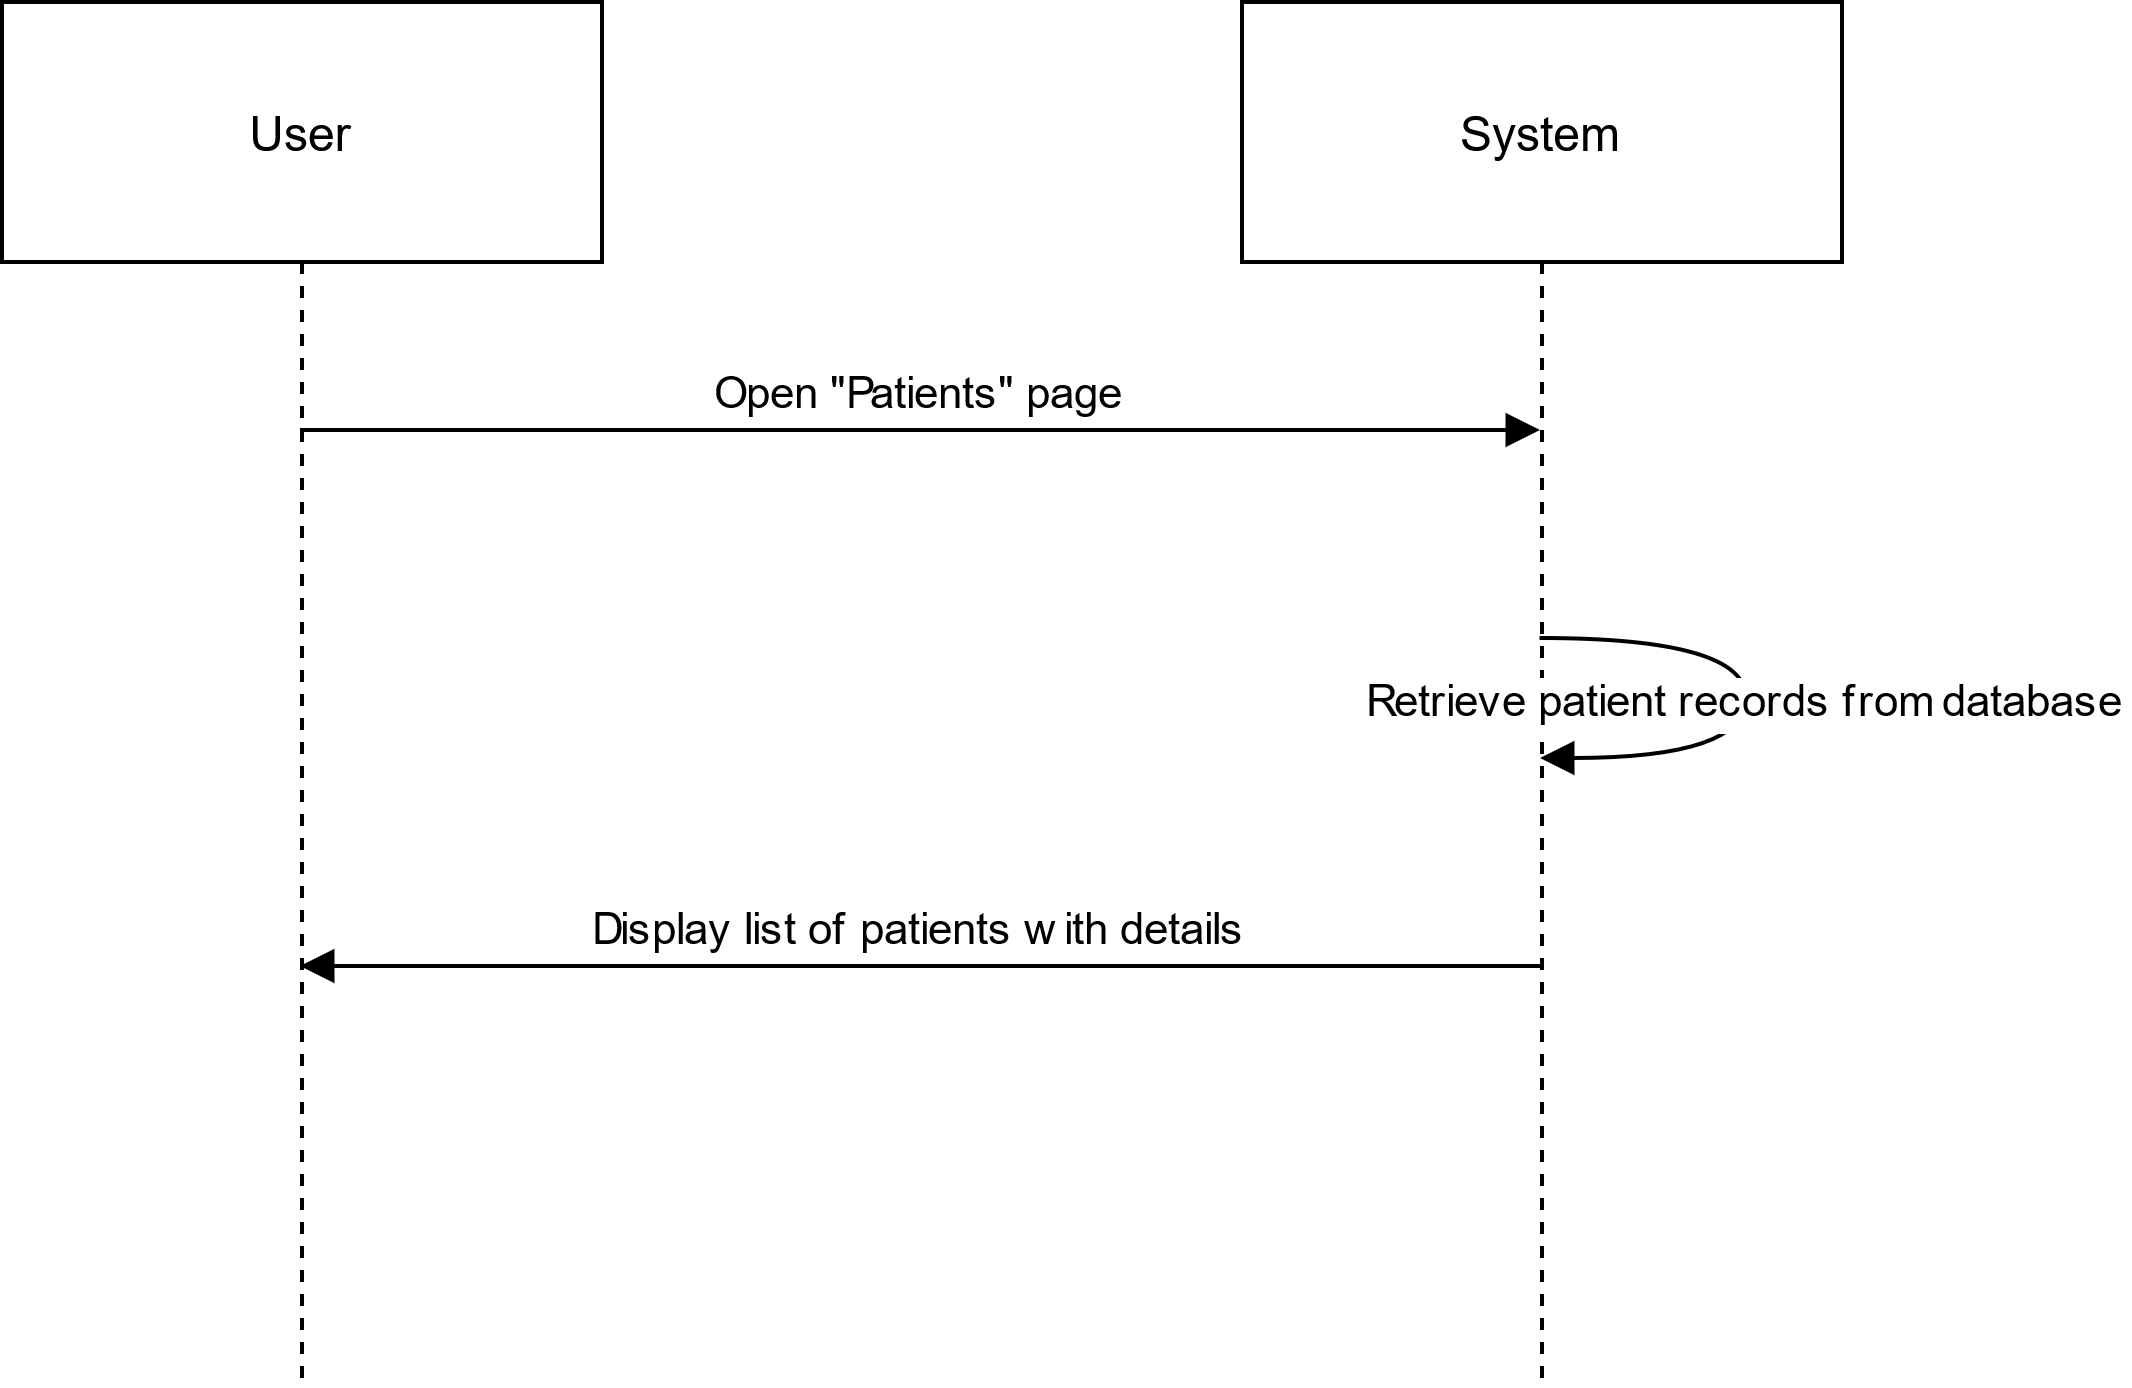 User
System
Open "Patients" page
Retrieve patient records from database
Display list of patients with details